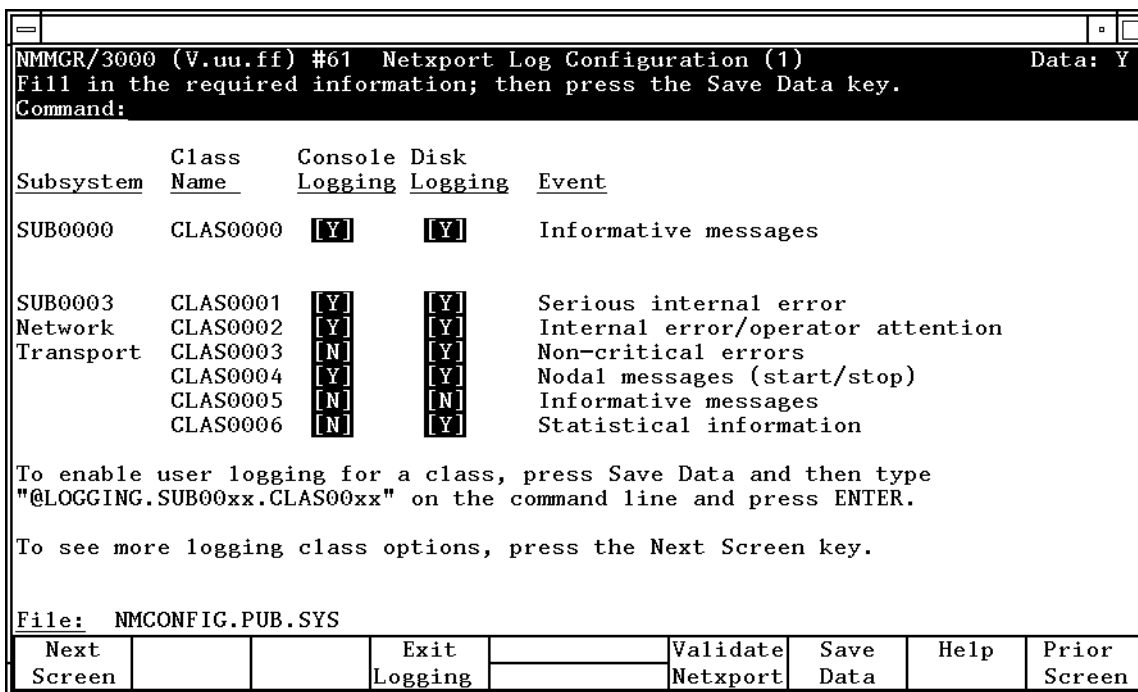 NMMGR/3000 (V.uu.ff) #61  Netxport Log Configuration (1)                  Data: Y
Fill in the required information; then press the Save Data key.
Command:
           Class    Console Disk
Subsystem  Name     Logging Logging  Event
SUB0000    CLAS0000  [Y]     [Y]     Informative messages
SUB0003    CLAS0001  [Y]     [Y]     Serious internal error
Network    CLAS0002  [Y]     [Y]     Internal error/operator attention
Transport  CLAS0003  [N]     [Y]     Non-critical errors
           CLAS0004  [Y]     [Y]     Nodal messages (start/stop)
           CLAS0005  [N]     [N]     Informative messages
           CLAS0006  [N]     [Y]     Statistical information
To enable user logging for a class, press Save Data and then type
"@LOGGING.SUB00xx.CLAS00xx" on the command line and press ENTER.
To see more logging class options, press the Next Screen key.
File:  NMCONFIG.PUB.SYS
Next    Exit    Validate    Save    Help    Prior
Screen    Logging    Netxport    Data    Screen